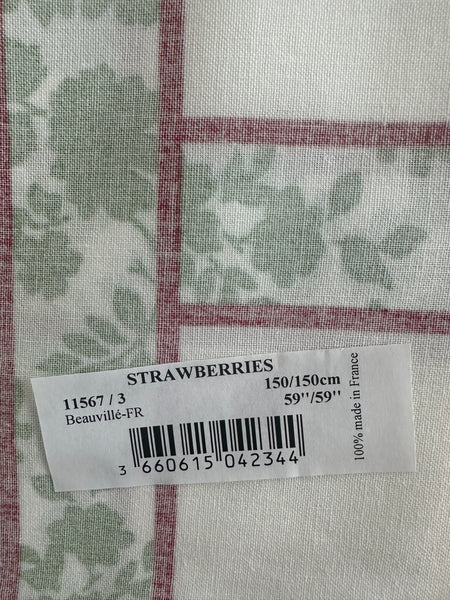 STRAWBERRIES
11567 / 3 150/150cm
Beauvillé-FR 59''/59''
3 660615 042344
100% made in France